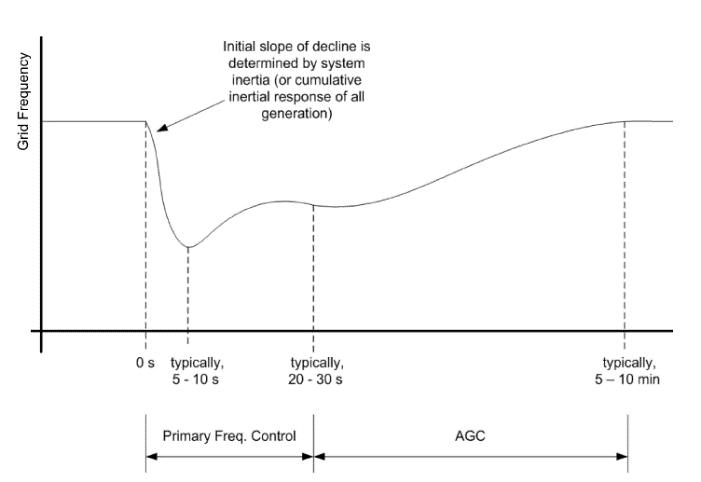 Initial slope of decline is
determined by system
inertia (or cumulative
inertial response of all
generation)
Grid Frequency
0 s
typically,
5 - 10 s
typically,
20 - 30 s
typically,
5 – 10 min
Primary Freq. Control
AGC